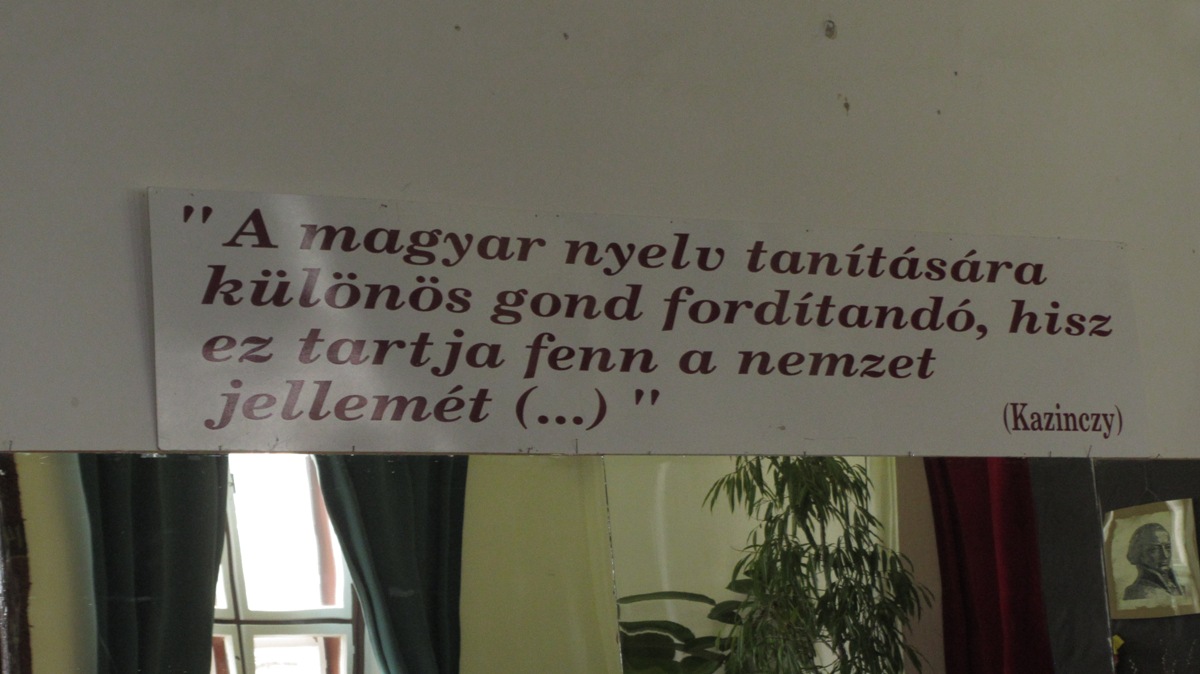 "A magyar nyelv tanítására
különös gond fordítandó, hisz
ez tartja fenn a nemzet
jellemét (...) "
(Kazinczy)